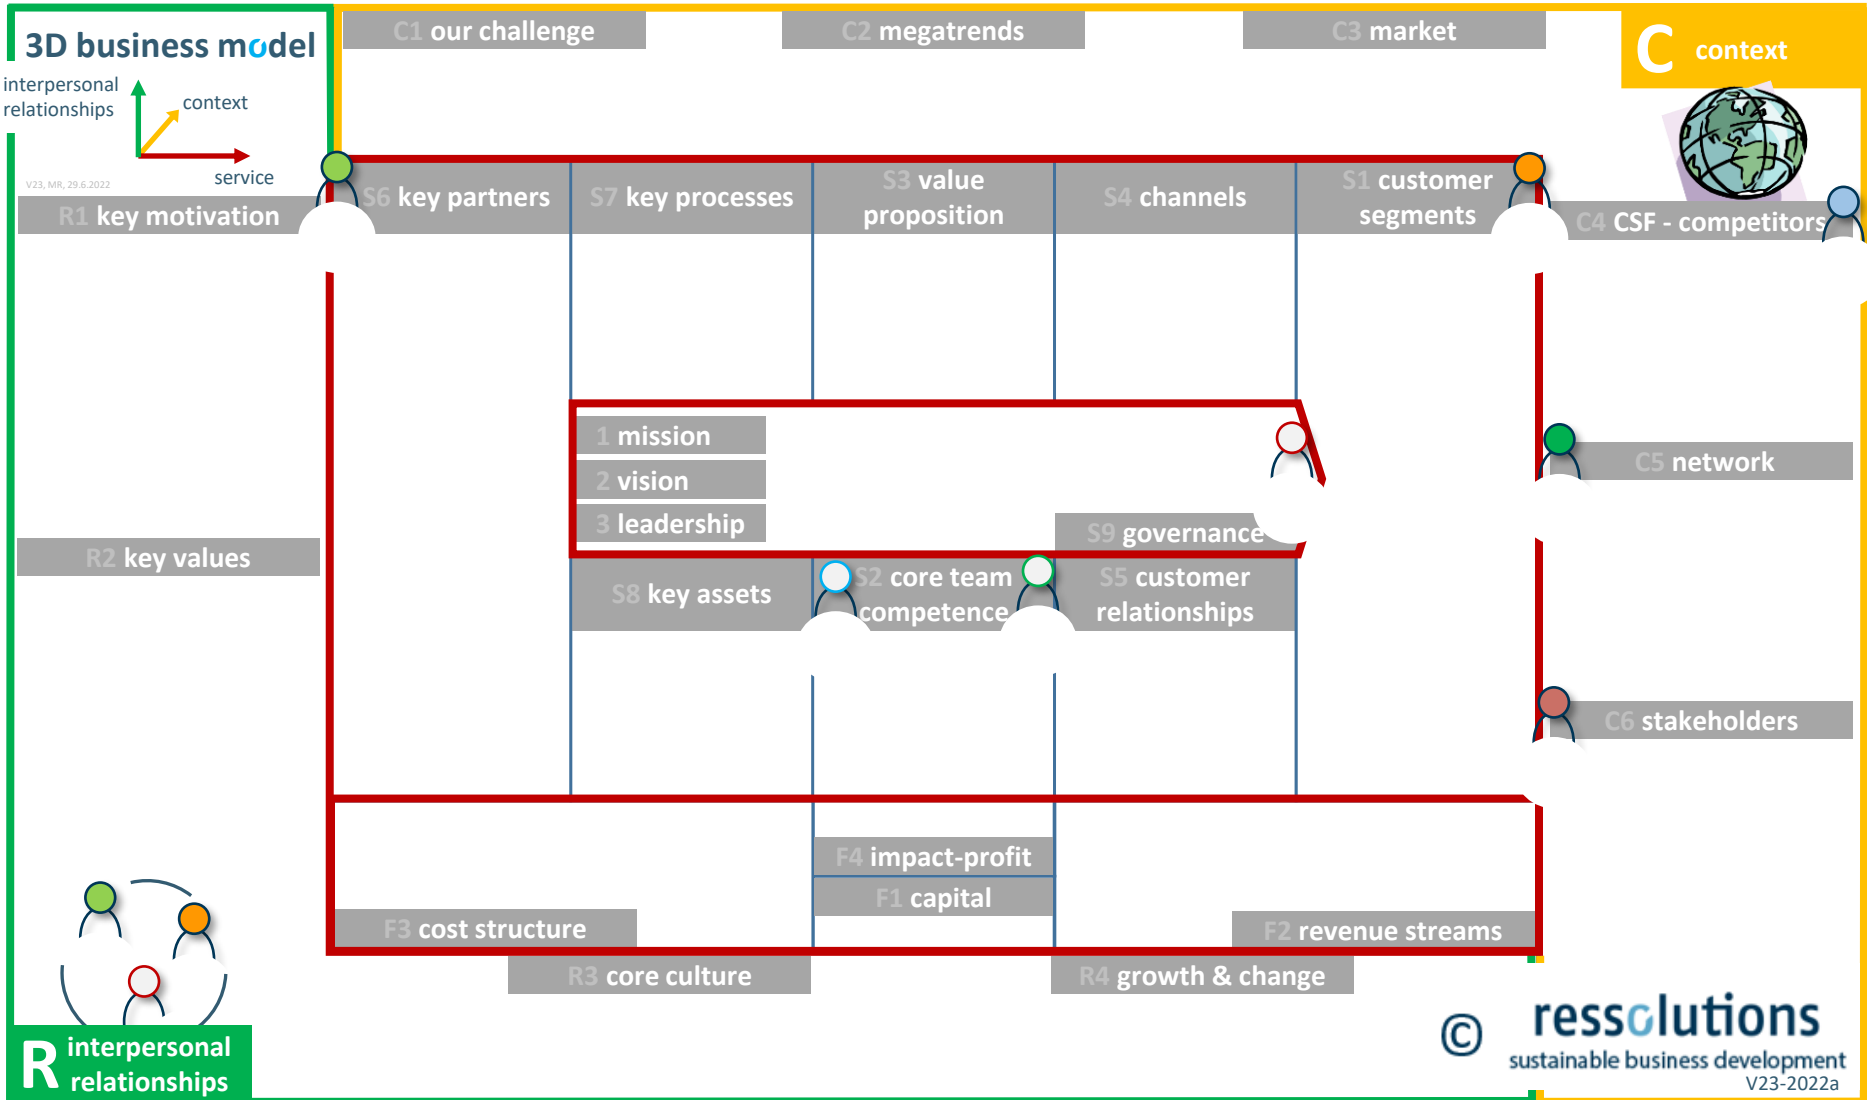 3D business model
interpersonal
relationships
context
service
V23, MR, 29.6.2022
C1 our challenge
C2 megatrends
C3 market
C context
R1 key motivation
S6 key partners
S7 key processes
S3 value
proposition
S4 channels
S1 customer
segments
C4 CSF - competitors
1 mission
2 vision
3 leadership
S9 governance
C5 network
R2 key values
S8 key assets
S2 core team
competence
S5 customer
relationships
C6 stakeholders
F4 impact-profit
F1 capital
F3 cost structure
F2 revenue streams
R3 core culture
R4 growth & change
R interpersonal
relationships
© ressolutions
sustainable business development
V23-2022a